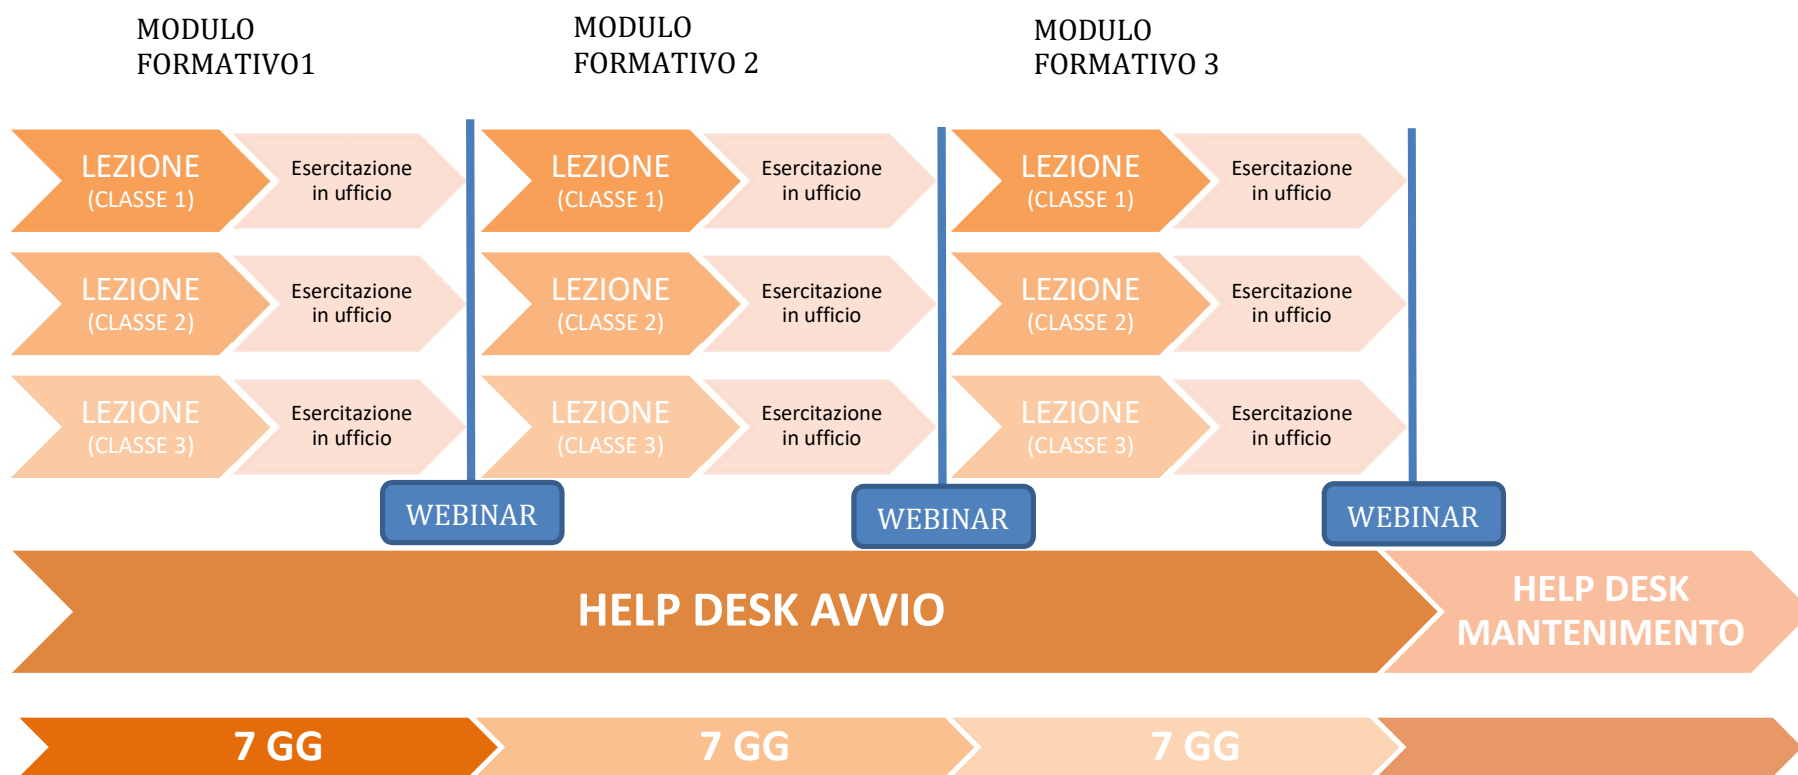 MODULO
FORMATIVO1
MODULO
FORMATIVO 2
MODULO
FORMATIVO 3
LEZIONE
(CLASSE 1)
Esercitazione
in ufficio
LEZIONE
(CLASSE 1)
Esercitazione
in ufficio
LEZIONE
(CLASSE 1)
Esercitazione
in ufficio
LEZIONE
(CLASSE 2)
Esercitazione
in ufficio
LEZIONE
(CLASSE 2)
Esercitazione
in ufficio
LEZIONE
(CLASSE 2)
Esercitazione
in ufficio
LEZIONE
(CLASSE 3)
Esercitazione
in ufficio
LEZIONE
(CLASSE 3)
Esercitazione
in ufficio
LEZIONE
(CLASSE 3)
Esercitazione
in ufficio
WEBINAR
WEBINAR
WEBINAR
HELP DESK AVVIO
HELP DESK
MANTENIMENTO
7 GG
7 GG
7 GG